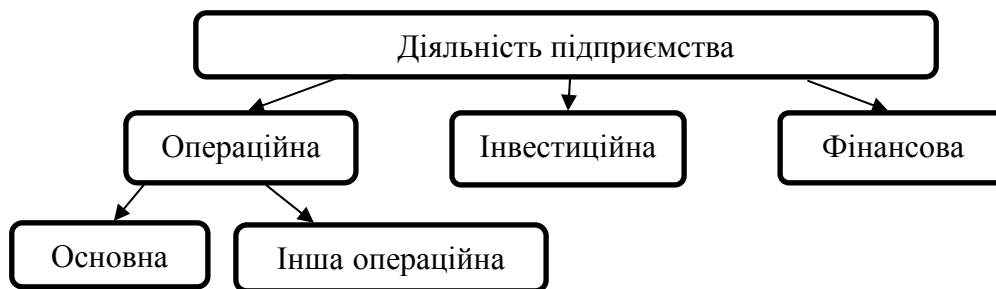 Діяльність підприємства
Операційна
Інвестиційна
Фінансова
Основна
Інша операційна